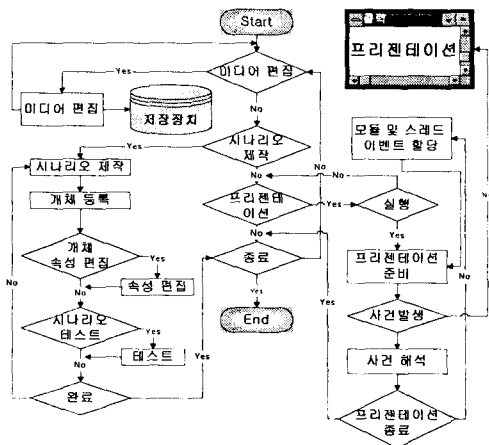 Start
출력
프리젠테이션
Yes
미디어 편집
미디어 편집
저장장치
No
시나리오
제작
Yes
No
모듈 및 스레드
이벤트 할당
시나리오 제작
No
No
개체 등록
프리젠테
이션
Yes
실행
No
Yes
개체
속성 편집
Yes
종료
프리젠테이션
준비
No
No
속성 편집
No
Yes
End
Yes
사건발생
No
시나리오
테스트
Yes
테스트
Yes
사건 해석
No
완료
프리젠테이션
종료